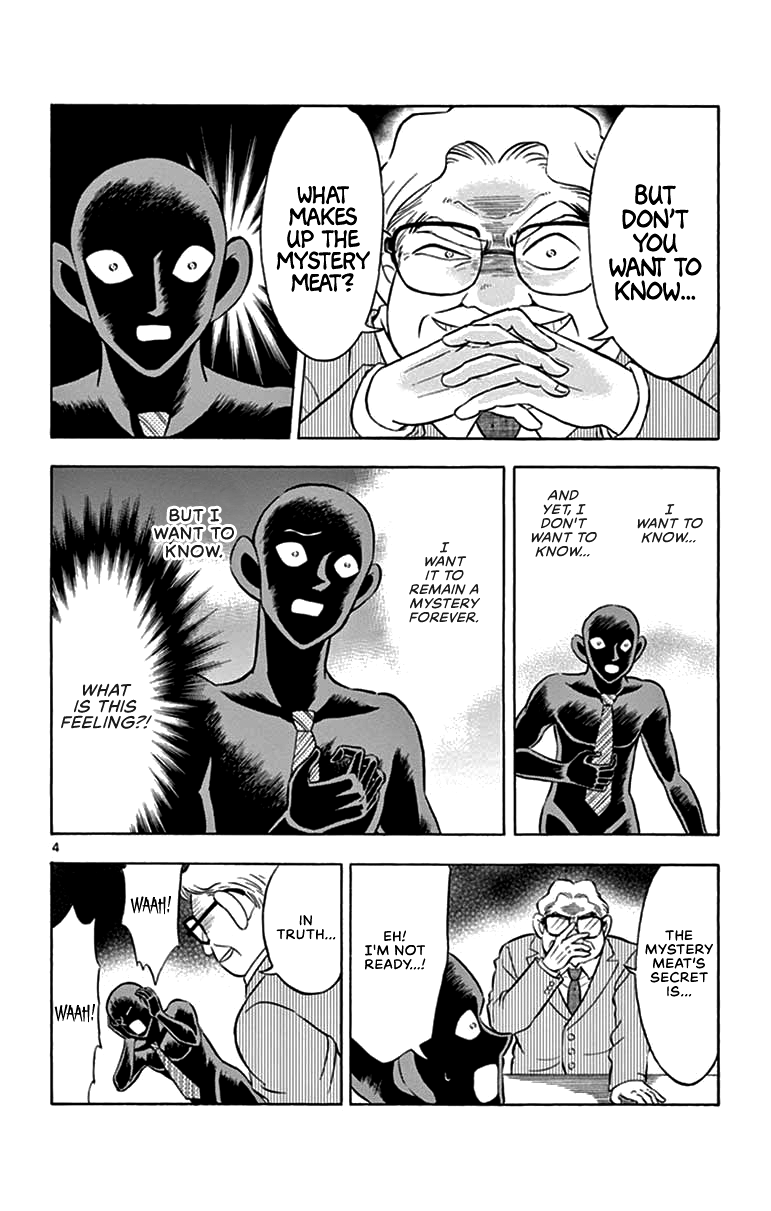 BUT
DON'T
YOU
WANT TO
KNOW...
WHAT
MAKES
UP THE
MYSTERY
MEAT?
I
WANT TO
KNOW...
AND
YET, I
DON'T
WANT TO
KNOW...
I
WANT
IT TO
REMAIN A
MYSTERY
FOREVER.
BUT I
WANT TO
KNOW.
WHAT
IS THIS
FEELING?!
4
THE
MYSTERY
MEAT'S
SECRET
IS...
EH!
I'M NOT
READY...!
IN
TRUTH...
WAAH!
WAAH!